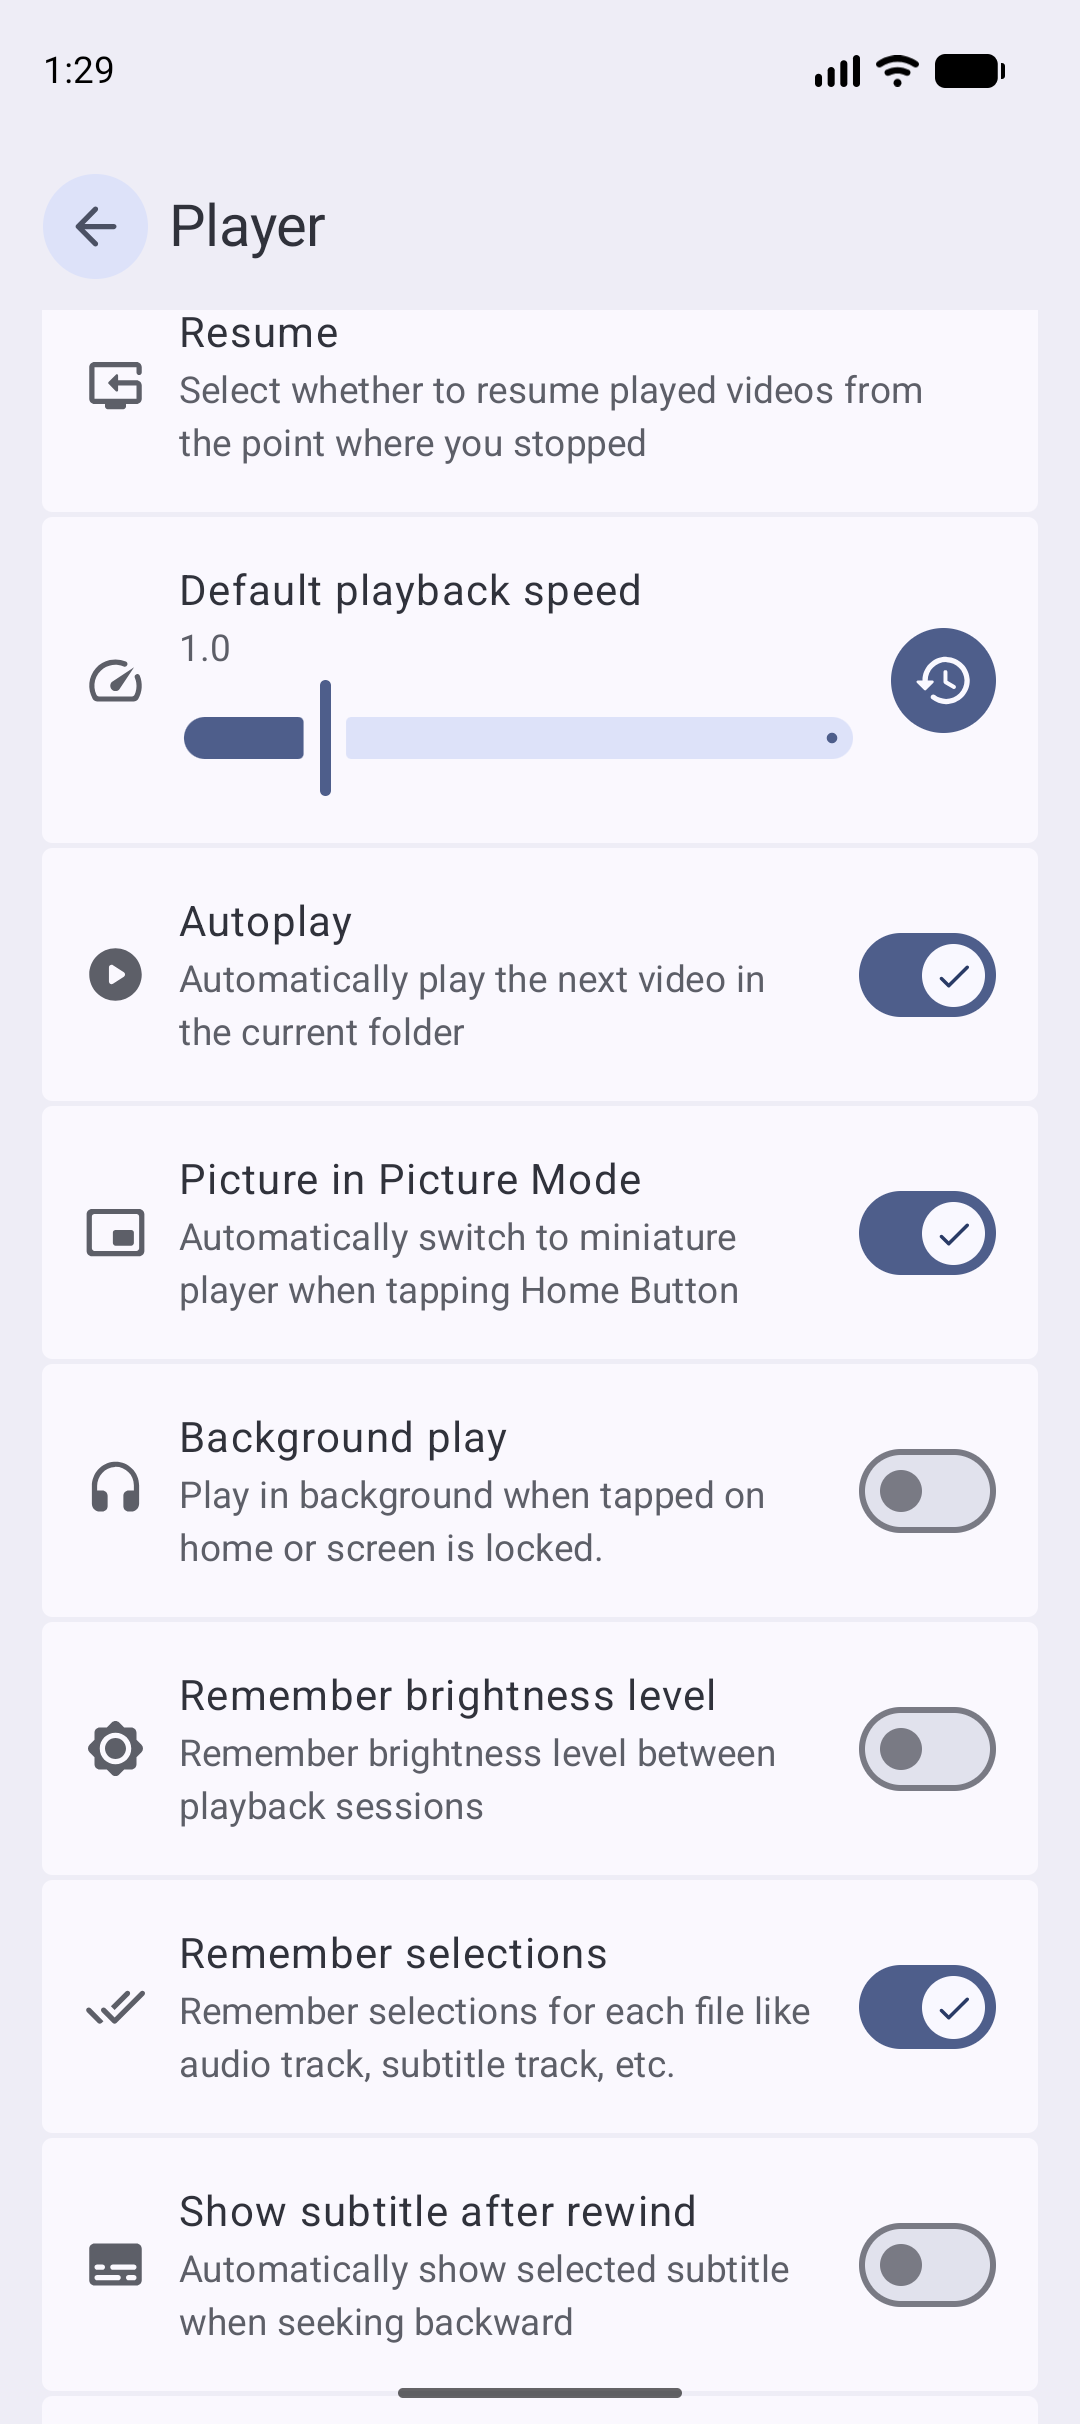 1:29
Player
Resume
Select whether to resume played videos from
the point where you stopped
Default playback speed
1.0
Autoplay
Automatically play the next video in
the current folder
Picture in Picture Mode
Automatically switch to miniature
player when tapping Home Button
Background play
Play in background when tapped on
home or screen is locked.
Remember brightness level
Remember brightness level between
playback sessions
Remember selections
Remember selections for each file like
audio track, subtitle track, etc.
Show subtitle after rewind
Automatically show selected subtitle
when seeking backward